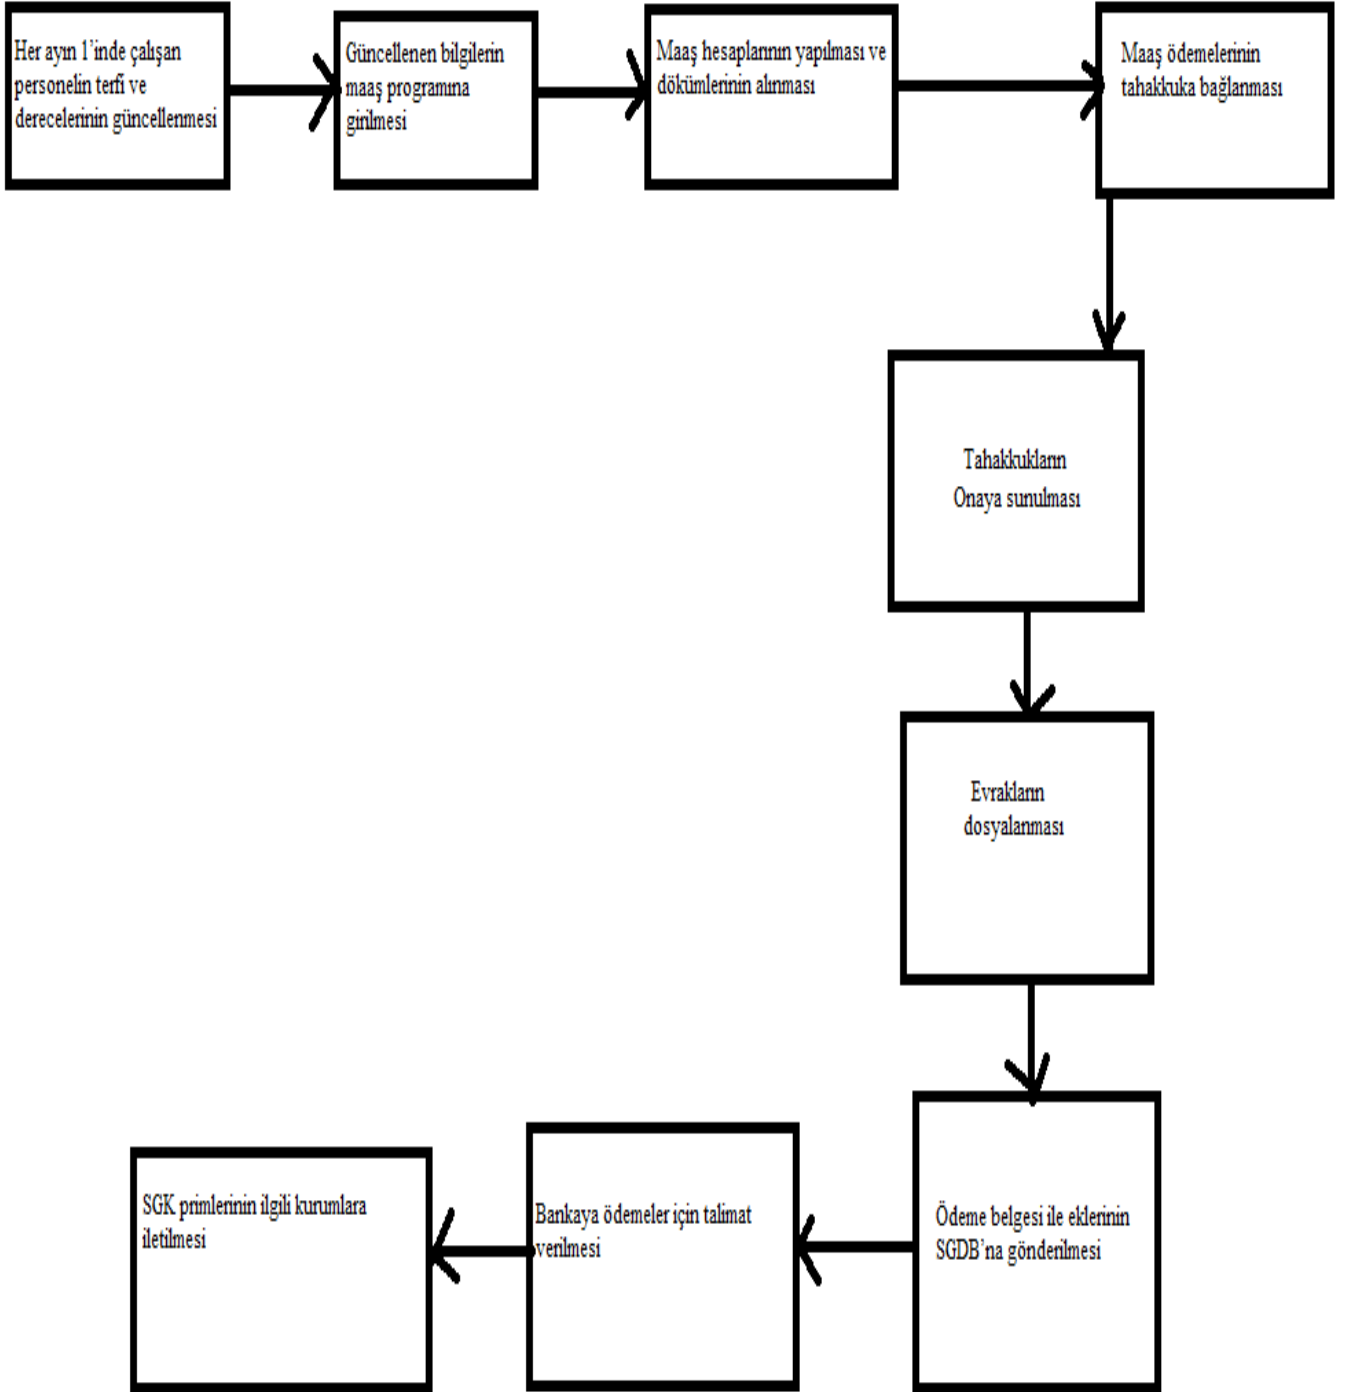 Her ayın 1’inde çalışan
personelin terfi ve
derecelerinin güncellenmesi
Güncellenen bilgilerin
maaş programına
girilmesi
Maaş hesaplarının yapılması ve
dökümlerinin alınması
Maaş ödemelerinin
tahakkuka bağlanması
Tahakkukların
Onaya sunulması
Evrakların
dosyalanması
Ödeme belgesi ile eklerinin
SGDB’na gönderilmesi
Bankaya ödemeler için talimat
verilmesi
SGK primlerinin ilgili kurumlara
iletilmesi